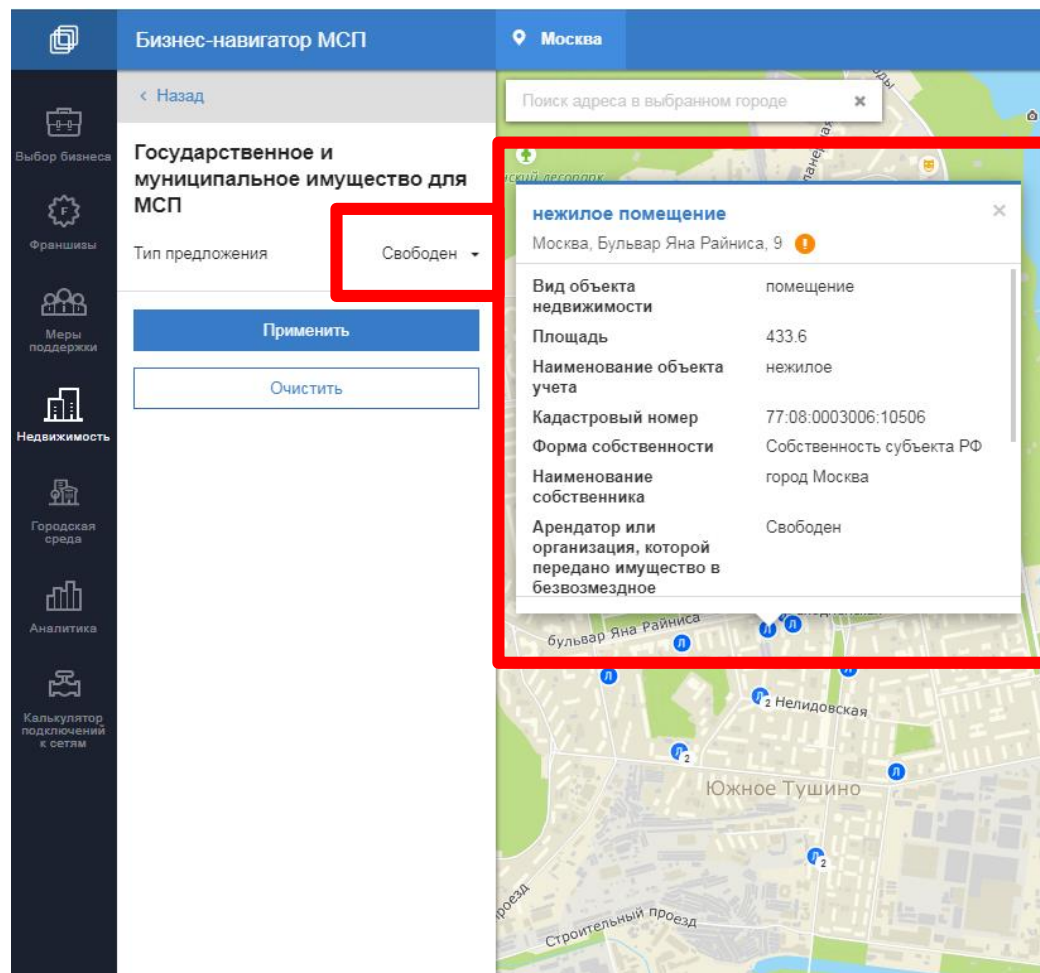 Бизнес-навигатор МСП
Москва
‹ Назад
Поиск адреса в выбранном городе
Выбор бизнеса
Франшизы
Меры
поддержки
Недвижимость
Городская
среда
Аналитика
Калькулятор
подключений
к сетям
Государственное и
муниципальное имущество для
МСП
Тип предложения Свободен
Применить
Очистить
нежилое помещение
Москва, Бульвар Яна Райниса, 9
Вид объекта помещение
недвижимости
Площадь 433.6
Наименование объекта нежилое
учета
Кадастровый номер 77:08:0003006:10506
Форма собственности Собственность субъекта РФ
Наименование город Москва
собственника
Арендатор или Свободен
организация, которой
передано имущество в
безвозмездное
бульвар Яна Райниса
Л
Л
Л
Л
Л 2
Нелидовская
Л 2
Л
Южное Тушино
Л 2
проезд
Строительный проезд